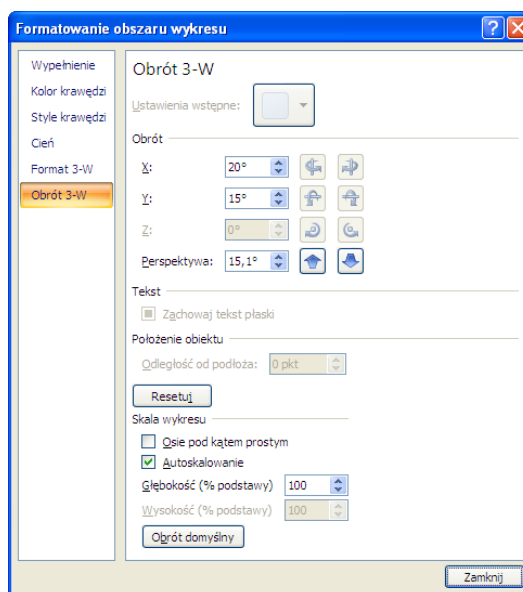 Formatowanie obszaru wykresu
Wypełnienie
Kolor krawędzi
Style krawędzi
Cień
Format 3-W
Obrót 3-W
Obrót 3-W
Ustawienia wstępne:
Obrót
X: 20°
Y: 15°
Z: 0°
Perspektywa: 15,1°
Tekst
Zachowaj tekst płaski
Położenie obiektu
Odległość od podłoża: 0 pkt
Resetuj
Skala wykresu
Osie pod kątem prostym
Autoskalowanie
Głębokość (% podstawy) 100
Wysokość (% podstawy) 100
Obrót domyślny
Zamknij